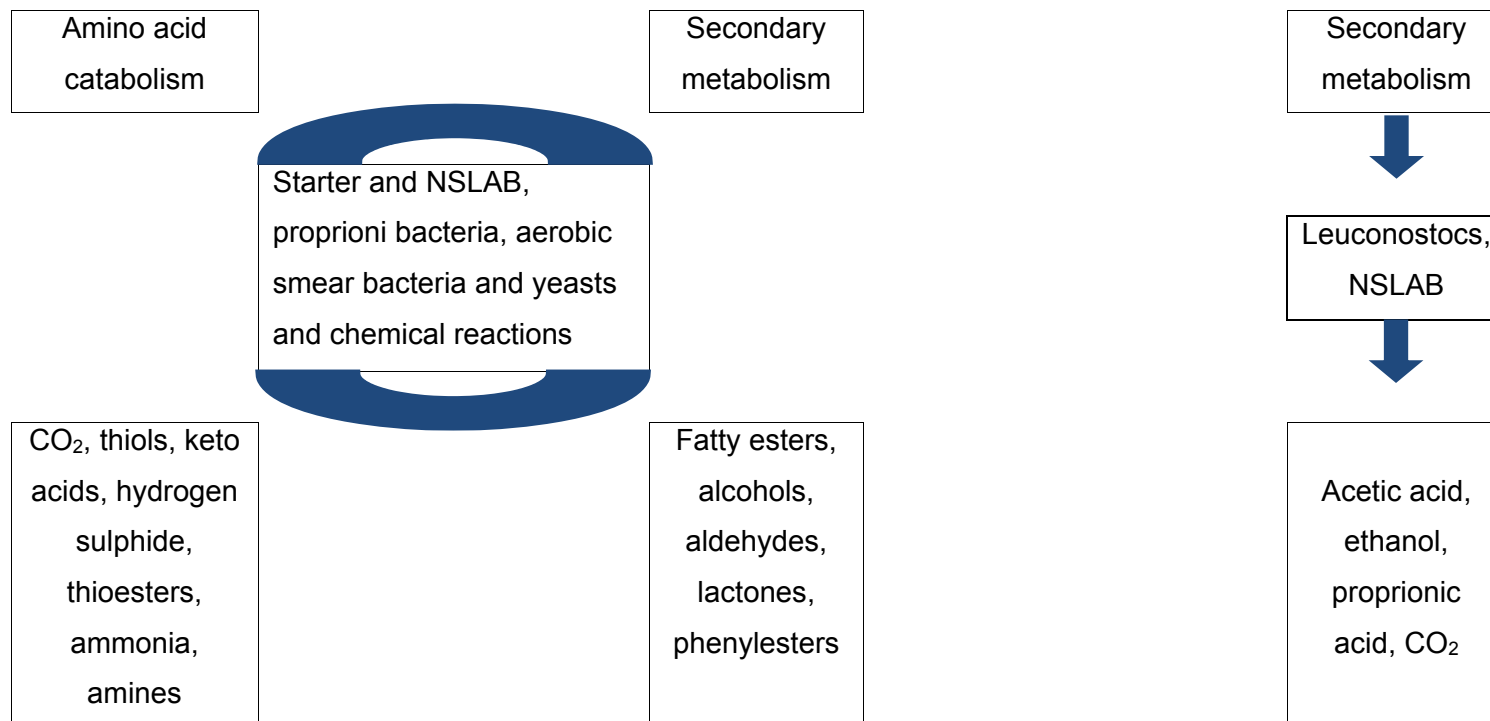 Amino acid
catabolism
Secondary
metabolism
Secondary
metabolism
Starter and NSLAB,
proprioni bacteria, aerobic
smear bacteria and yeasts
and chemical reactions
Leuconostocs,
NSLAB
CO₂, thiols, keto
acids, hydrogen
sulphide,
thioesters,
ammonia,
amines
Fatty esters,
alcohols,
aldehydes,
lactones,
phenylesters
Acetic acid,
ethanol,
proprionic
acid, CO₂